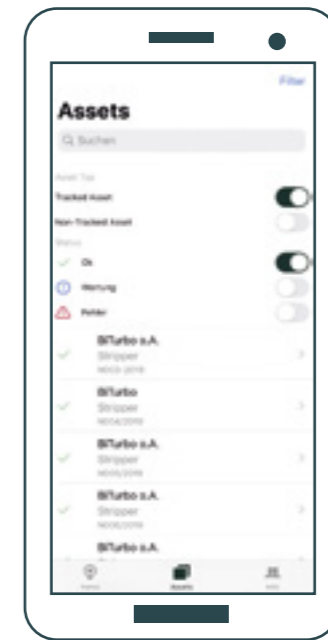 Filter
Assets
Suchen
Asset Typ
Tracked Asset
Non-Tracked Asset
Status
Ok
Warnung
Fehler
BiTurbo o.A.
Stripper
BiTurbo
Stripper
BiTurbo o.A.
Stripper
BiTurbo o.A.
Stripper
BiTurbo o.A.
Assets